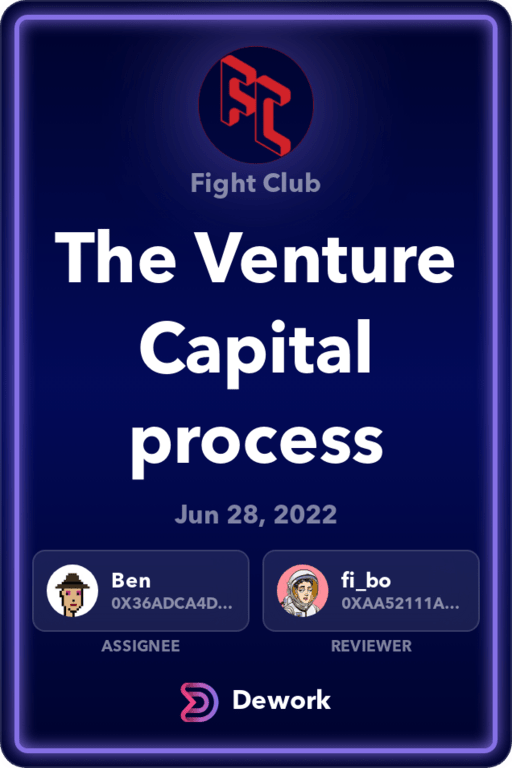 FC
Fight Club
The Venture
Capital
process
Jun 28, 2022
Ben
0X36ADCA4D...
fi_bo
0XAA52111A...
ASSIGNEE
REVIEWER
Dework